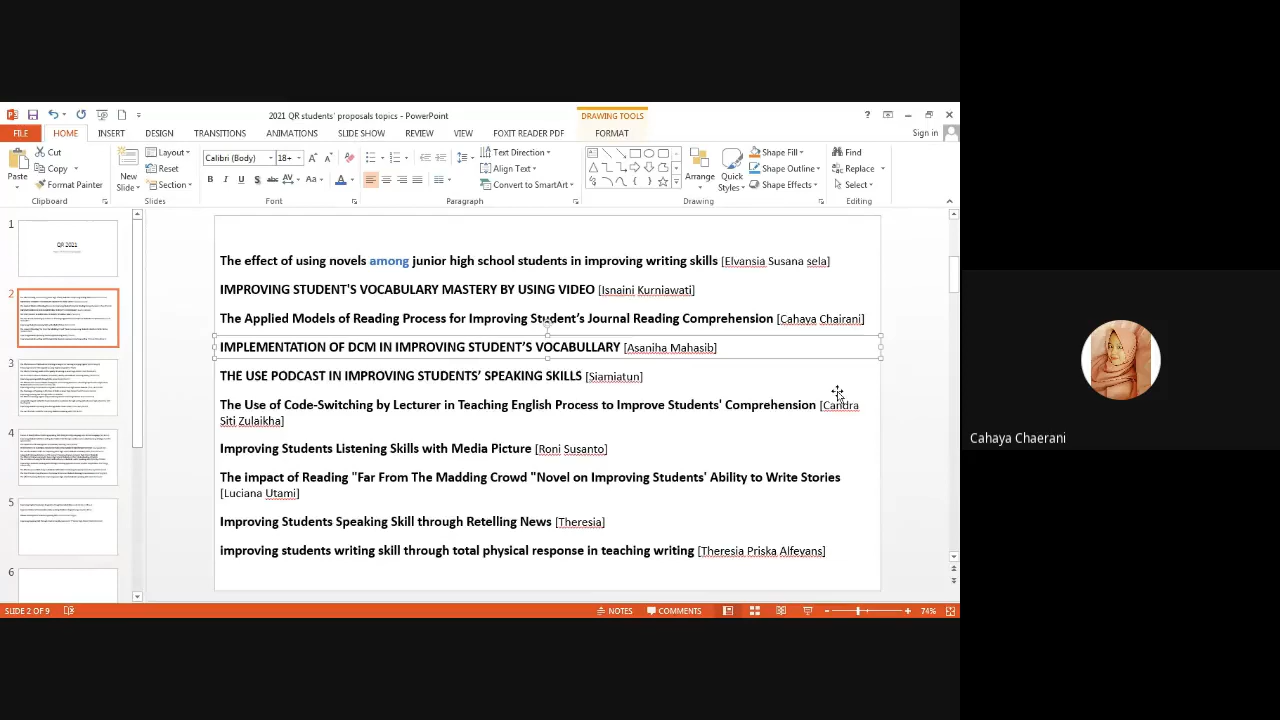 2021 QR students' proposals topics - PowerPoint
DRAWING TOOLS
Sign in
FILE HOME INSERT DESIGN TRANSITIONS ANIMATIONS SLIDE SHOW REVIEW VIEW FOXIT READER PDF FORMAT
Paste
Cut
Copy
Format Painter
Clipboard
New Slide
Layout
Reset
Section
Slides
Calibri (Body) 18+
Font
Text Direction
Align Text
Convert to SmartArt
Paragraph
Arrange
Quick Styles
Shape Fill
Shape Outline
Shape Effects
Drawing
Find
Replace
Select
Editing
1
QR 2021
2
3
4
5
6
The effect of using novels among junior high school students in improving writing skills [Elvansia Susana sela]
IMPROVING STUDENT'S VOCABULARY MASTERY BY USING VIDEO [Isnaini Kurniawati]
The Applied Models of Reading Process for Improving Student's Journal Reading Comprehension [Cahaya Chairani]
IMPLEMENTATION OF DCM IN IMPROVING STUDENT'S VOCABULLARY [Asaniha Mahasib]
THE USE PODCAST IN IMPROVING STUDENTS' SPEAKING SKILLS [Siamiatun]
The Use of Code-Switching by Lecturer in Teaching English Process to Improve Students' Comprehension [Candra
Siti Zulaikha]
Improving Students Listening Skills with Media Picture [Joni Susanto]
The impact of Reading "Far From The Madding Crowd "Novel on Improving Students' Ability to Write Stories
[Luciana Utami]
Improving Students Speaking Skill through Retelling News [Theresia]
improving students writing skill through total physical response in teaching writing [Theresia Priska Alfevans]
Cahaya Chaerani
SLIDE 2 OF 9
NOTES
COMMENTS
74%